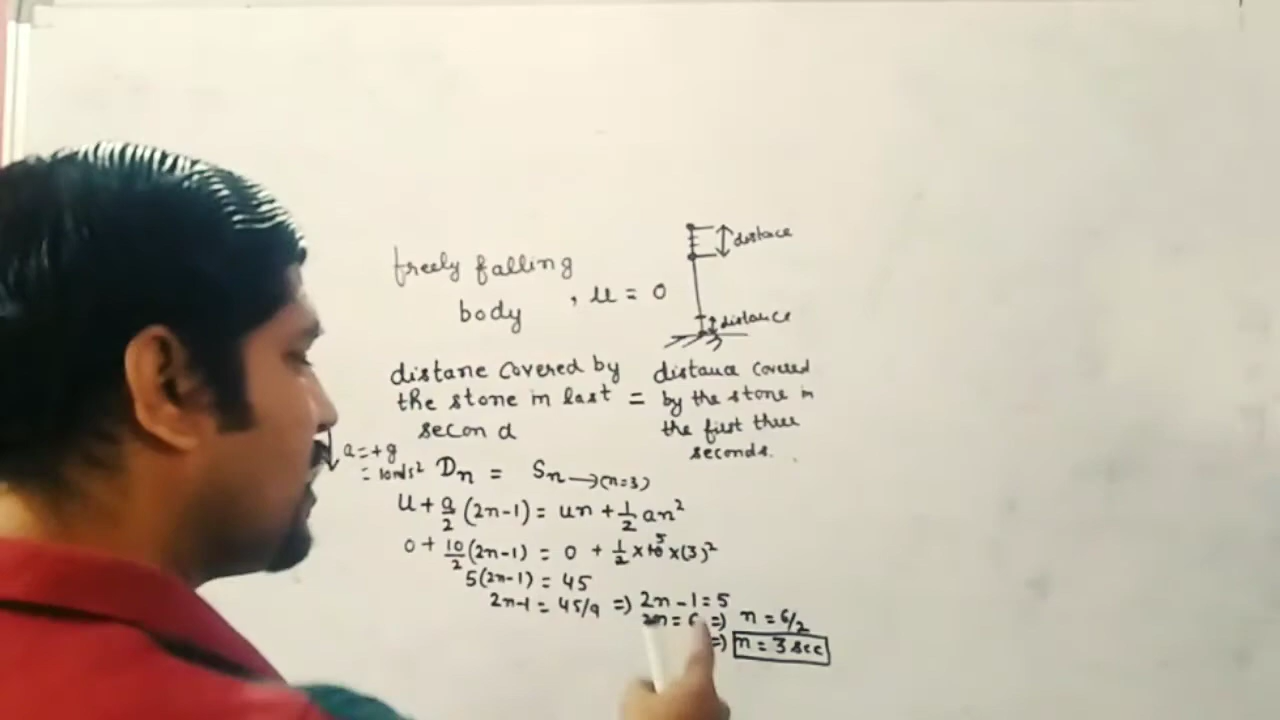 distace
freely falling
body , u = 0
distance
distane covered by
the stone in last =
second
distance covered
by the stone in
the first three
seconds.
a = +g
= 10m/s²
Dn = Sn → (n=3)
u + a/2 (2n-1) = un + 1/2 an²
0 + 10/2 (2n-1) = 0 + 1/2 × 10 5 × (3)²
5(2n-1) = 45
2n-1 = 45/9 => 2n-1=5
2n = 6 => n = 6/2
=> n = 3 sec